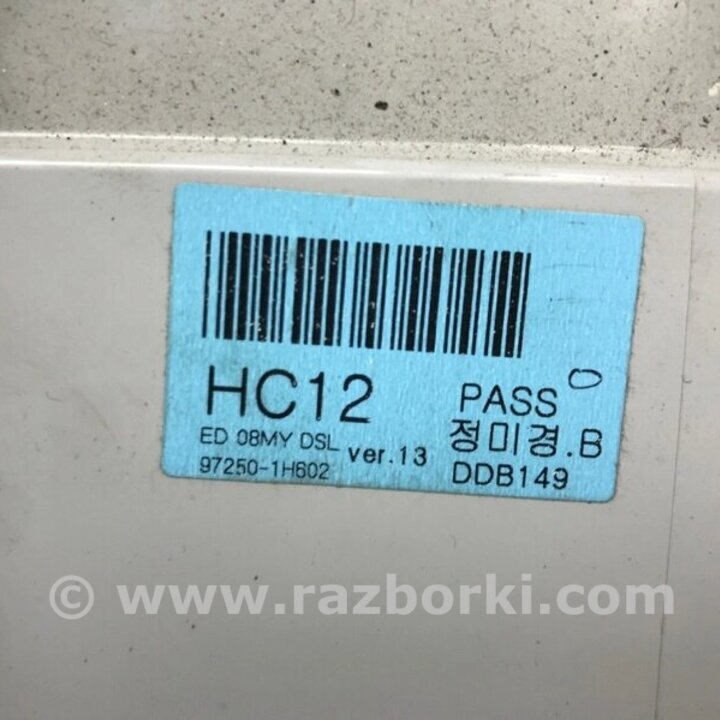 HC12
PASS
ED 08MY DSL ver.13
정미경.B
97250-1H602
DDB149
© www.razborki.com